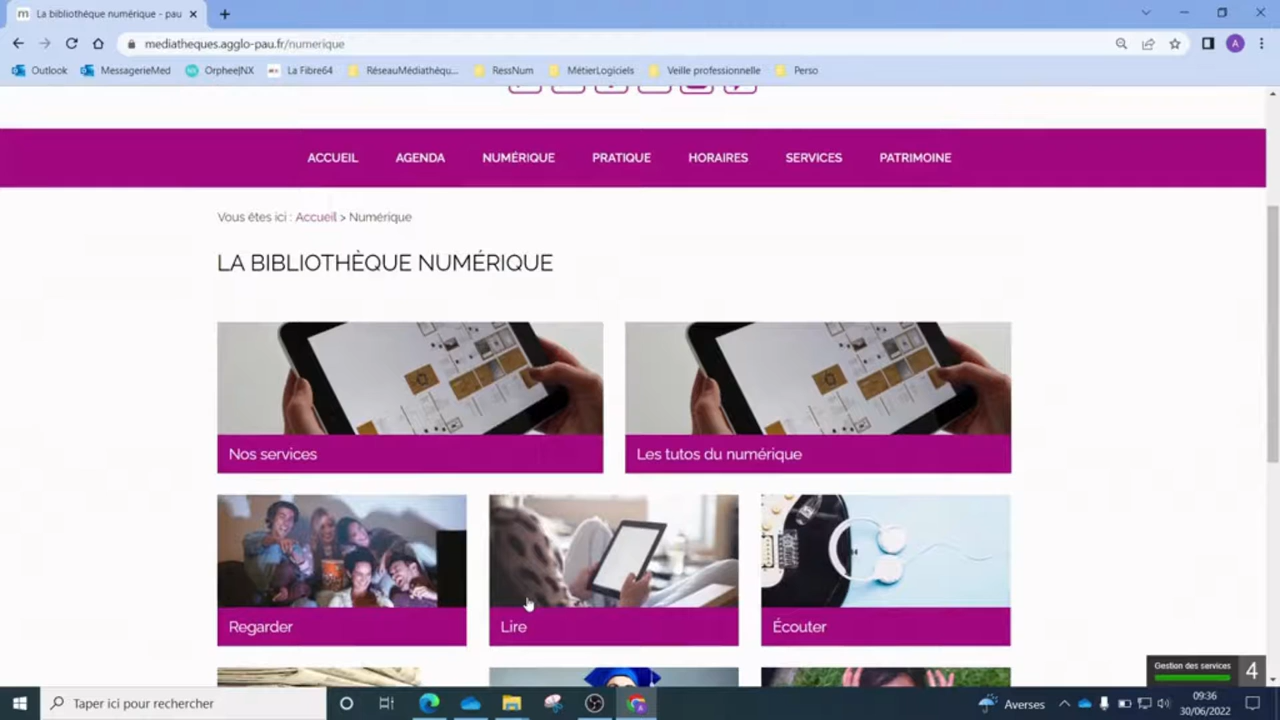 La bibliothèque numérique - pau
mediatheques.agglo-pau.fr/numerique
A
Outlook
MessagerieMed
OrpheeJNX
La Fibre64
RéseauMédiathèqu...
RessNum
MétierLogiciels
Veille professionnelle
Perso
ACCUEIL
AGENDA
NUMÉRIQUE
PRATIQUE
HORAIRES
SERVICES
PATRIMOINE
Vous êtes ici : Accueil > Numérique
LA BIBLIOTHÈQUE NUMÉRIQUE
Nos services
Les tutos du numérique
Regarder
Lire
Écouter
Gestion des services
4
Taper ici pour rechercher
Averses
09:36
30/06/2022